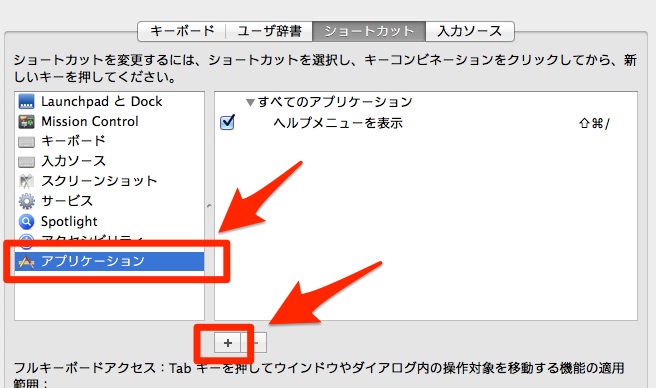 キーボード ユーザ辞書 ショートカット 入力ソース
ショートカットを変更するには、ショートカットを選択し、キーコンビネーションをクリックしてから、新
しいキーを押してください。
Launchpad と Dock
Mission Control
キーボード
入力ソース
スクリーンショット
サービス
Spotlight
アクセシビリティ
アプリケーション
▼すべてのアプリケーション
ヘルプメニューを表示 ⇧⌘/
+ −
フルキーボードアクセス：Tab キーを押してウインドウやダイアログ内の操作対象を移動する機能の適用
範囲：